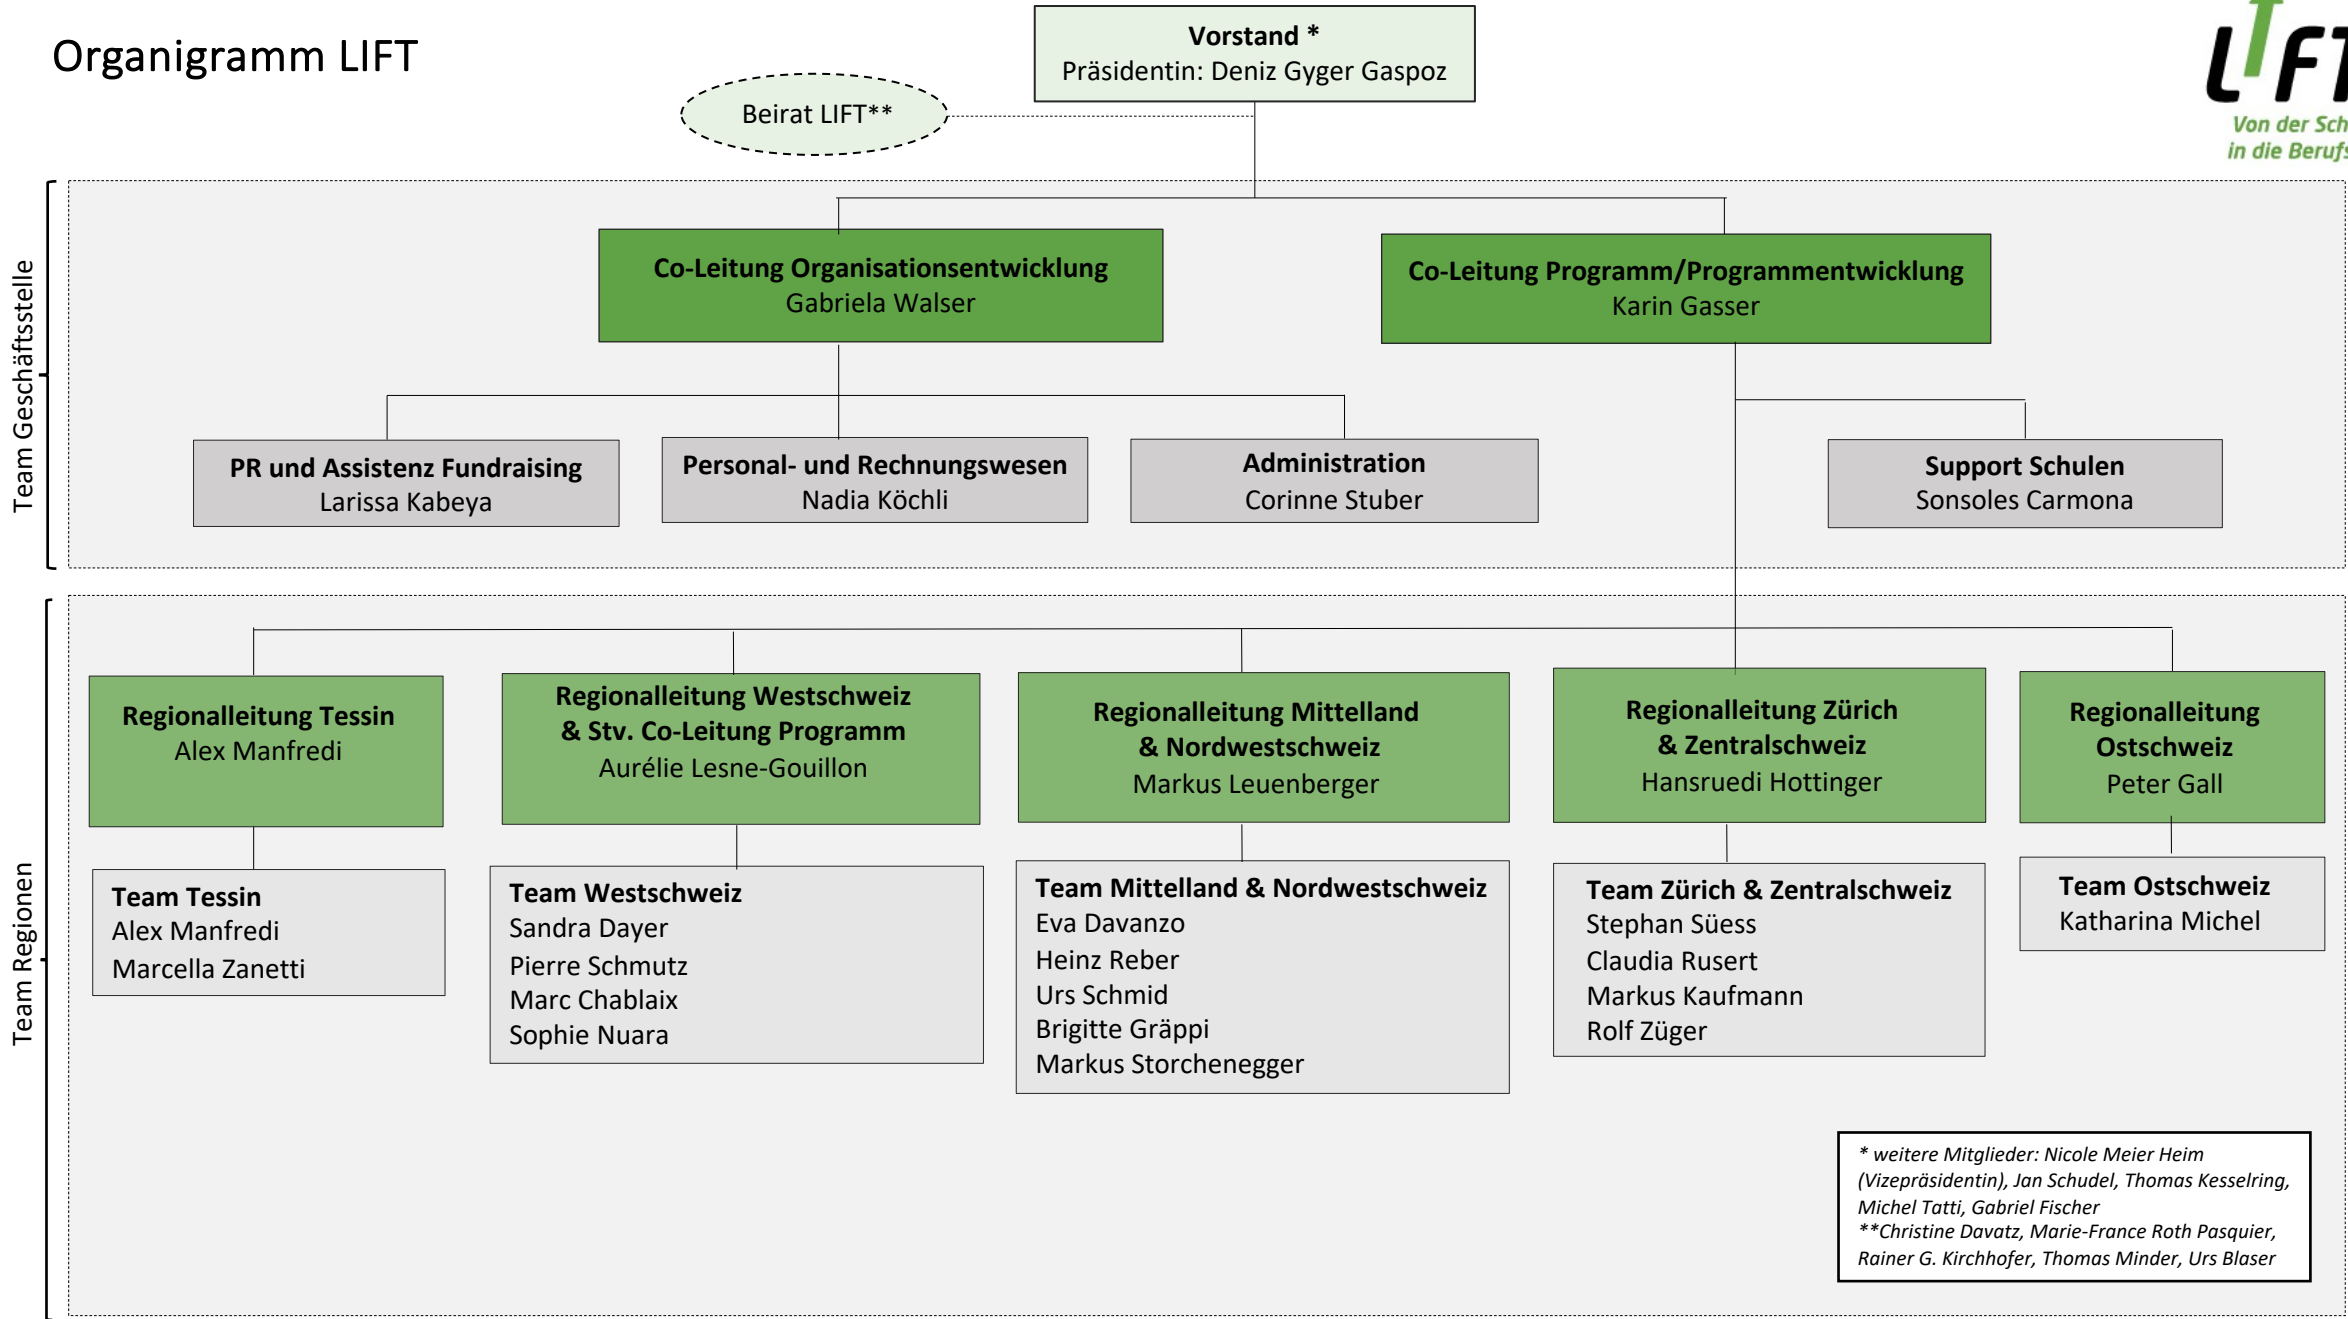 Organigramm LIFT
Vorstand *
Präsidentin: Deniz Gyger Gaspoz
Beirat LIFT**
LIFT
Von der
in die
Team Geschäftsstelle
Co-Leitung Organisationsentwicklung
Gabriela Walser
Co-Leitung Programm/Programmentwicklung
Karin Gasser
PR und Assistenz Fundraising
Larissa Kabeya
Personal- und Rechnungswesen
Nadia Köchli
Administration
Corinne Stuber
Support Schulen
Sonsoles Carmona
Team Regionen
Regionalleitung Tessin
Alex Manfredi
Regionalleitung Westschweiz
& Stv. Co-Leitung Programm
Aurélie Lesne-Gouillon
Regionalleitung Mittelland
& Nordwestschweiz
Markus Leuenberger
Regionalleitung Zürich
& Zentralschweiz
Hansruedi Hottinger
Regionalleitung
Ostschweiz
Peter Gall
Team Tessin
Alex Manfredi
Marcella Zanetti
Team Westschweiz
Sandra Dayer
Pierre Schmutz
Marc Chablaix
Sophie Nuara
Team Mittelland & Nordwestschweiz
Eva Davanzo
Heinz Reber
Urs Schmid
Brigitte Gräppi
Markus Storchenegger
Team Zürich & Zentralschweiz
Stephan Süess
Claudia Rusert
Markus Kaufmann
Rolf Züger
Team Ostschweiz
Katharina Michel
* weitere Mitglieder: Nicole Meier Heim
(Vizepräsidentin), Jan Schudel, Thomas Kesselring,
Michel Tatti, Gabriel Fischer
**Christine Davatz, Marie-France Roth Pasquier,
Rainer G. Kirchhofer, Thomas Minder, Urs Blaser